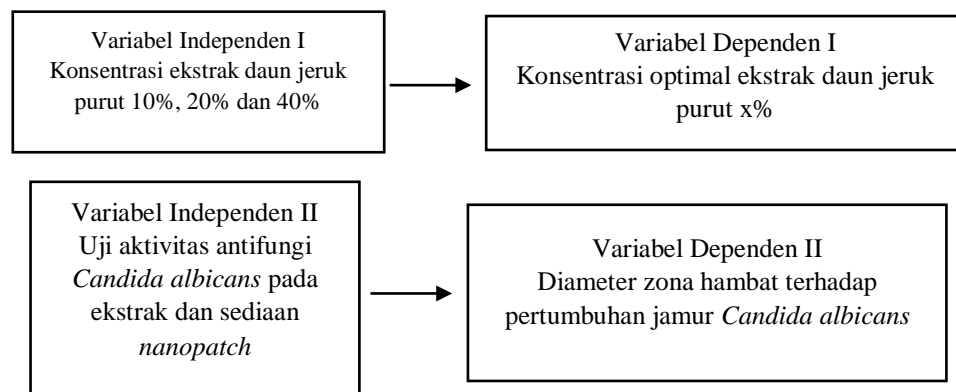 Variabel Independen I
Konsentrasi ekstrak daun jeruk
purut 10%, 20% dan 40%
Variabel Dependen I
Konsentrasi optimal ekstrak daun jeruk
purut x%
Variabel Independen II
Uji aktivitas antifungi
Candida albicans pada
ekstrak dan sediaan
nanopatch
Variabel Dependen II
Diameter zona hambat terhadap
pertumbuhan jamur Candida albicans